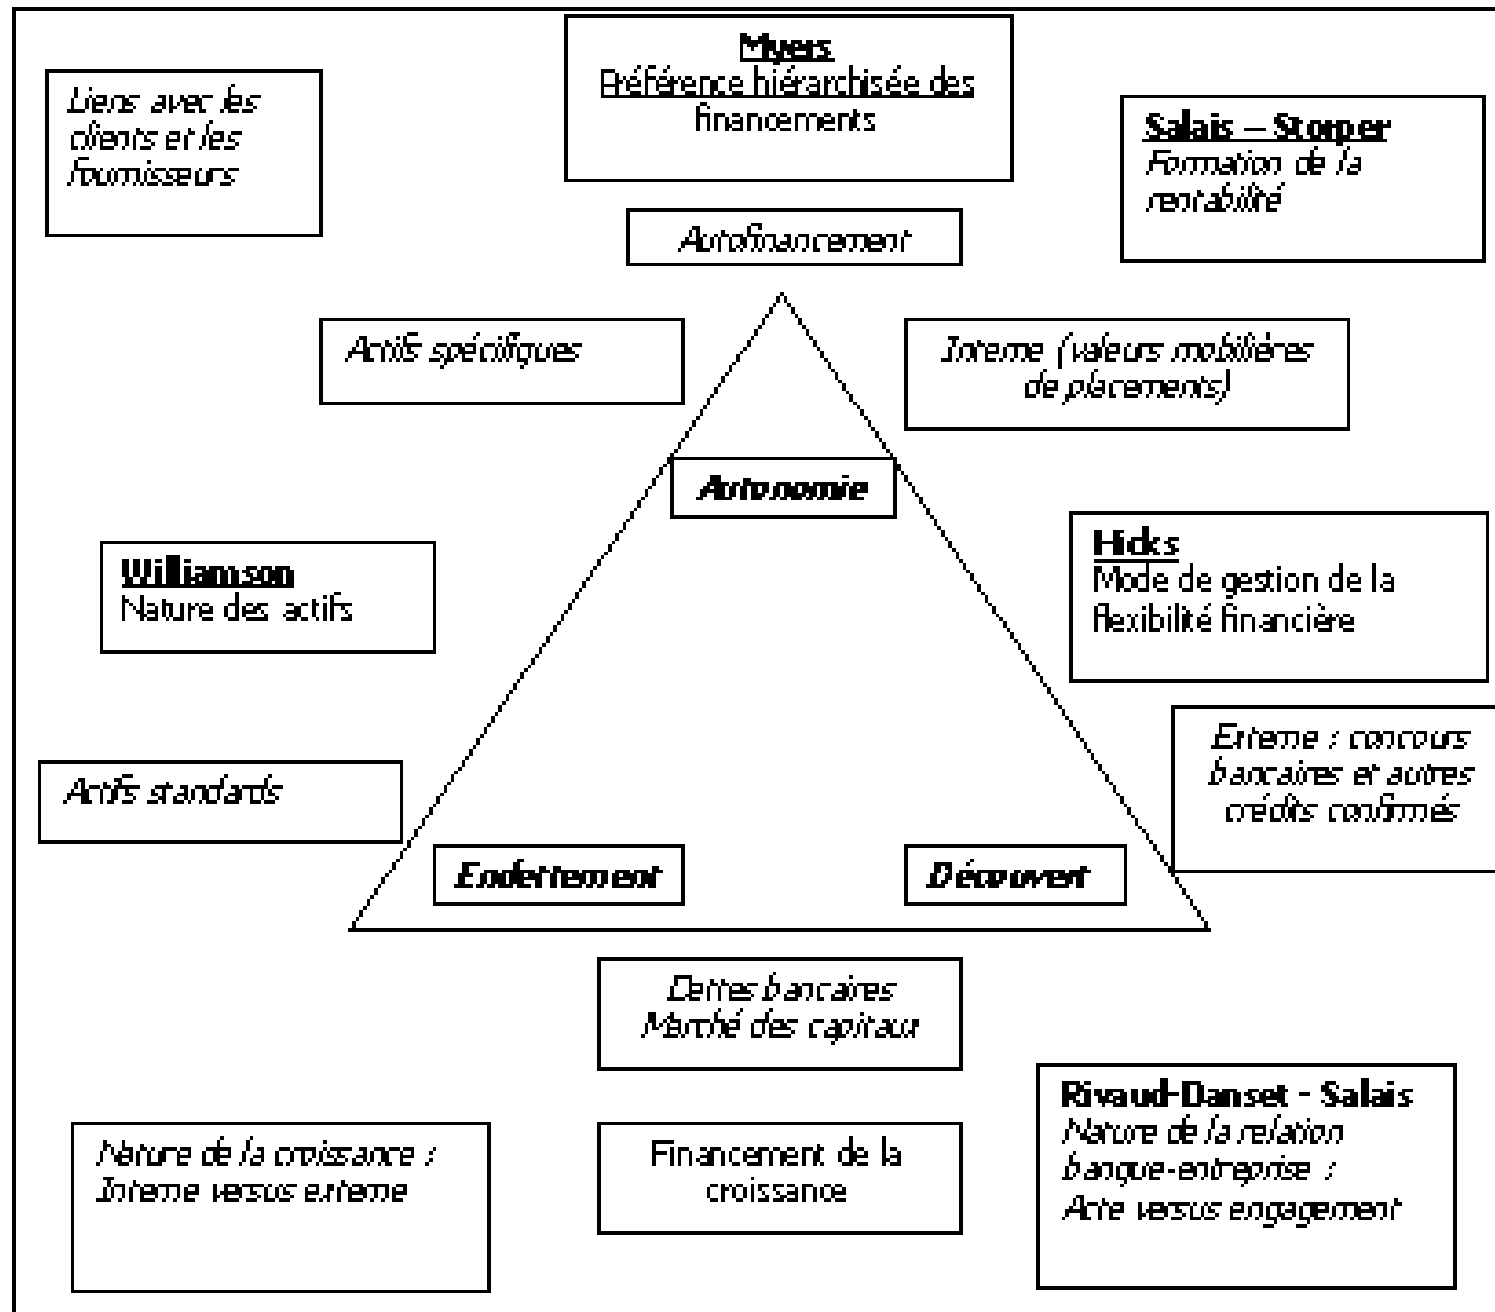 Myers
Préférence hiérarchisée des
financements
Liens avec les
clients et les
fournisseurs
Salais – Storper
Formation de la
rentabilité
Autofinancement
Actifs spécifiques
Interne (valeurs mobilières
de placements)
Autonomie
Williamson
Nature des actifs
Hicks
Mode de gestion de la
flexibilité financière
Externe : concours
bancaires et autres
crédits confirmés
Actifs standards
Endettement
Découvert
Dettes bancaires
Marché des capitaux
Rivaud-Danset - Salais
Nature de la relation
banque-entreprise :
Acte versus engagement
Nature de la croissance :
Interne versus externe
Financement de la
croissance